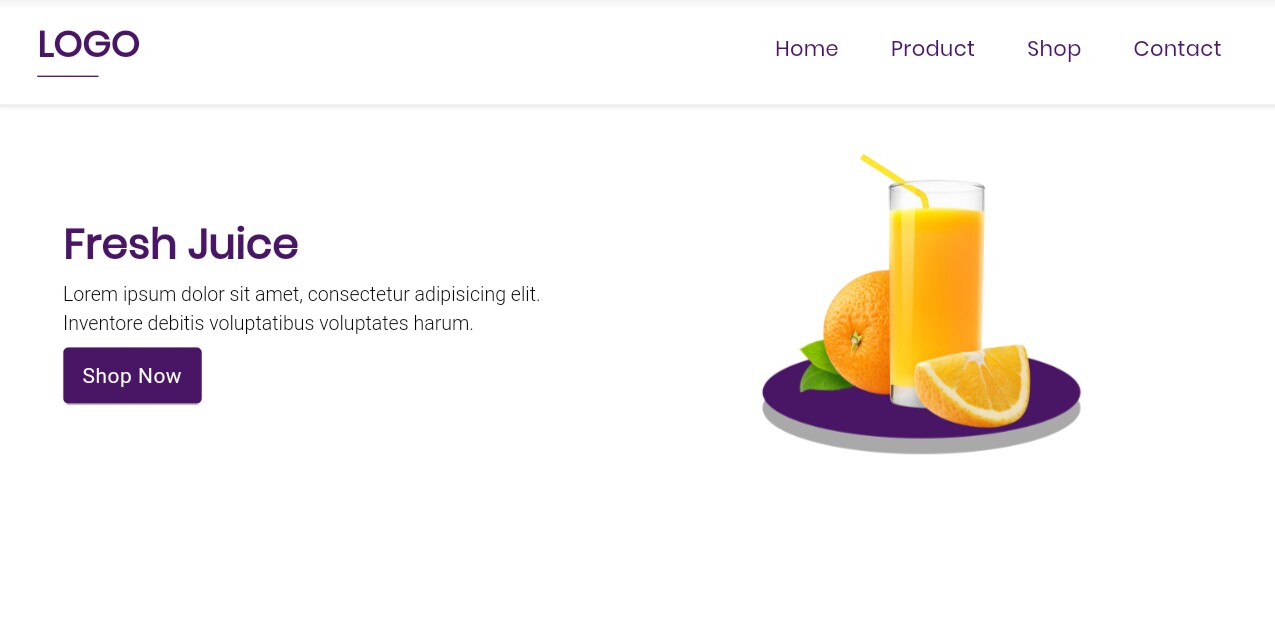 LOGO
Home Product Shop Contact
Fresh Juice
Lorem ipsum dolor sit amet, consectetur adipisicing elit.
Inventore debitis voluptatibus voluptates harum.
Shop Now